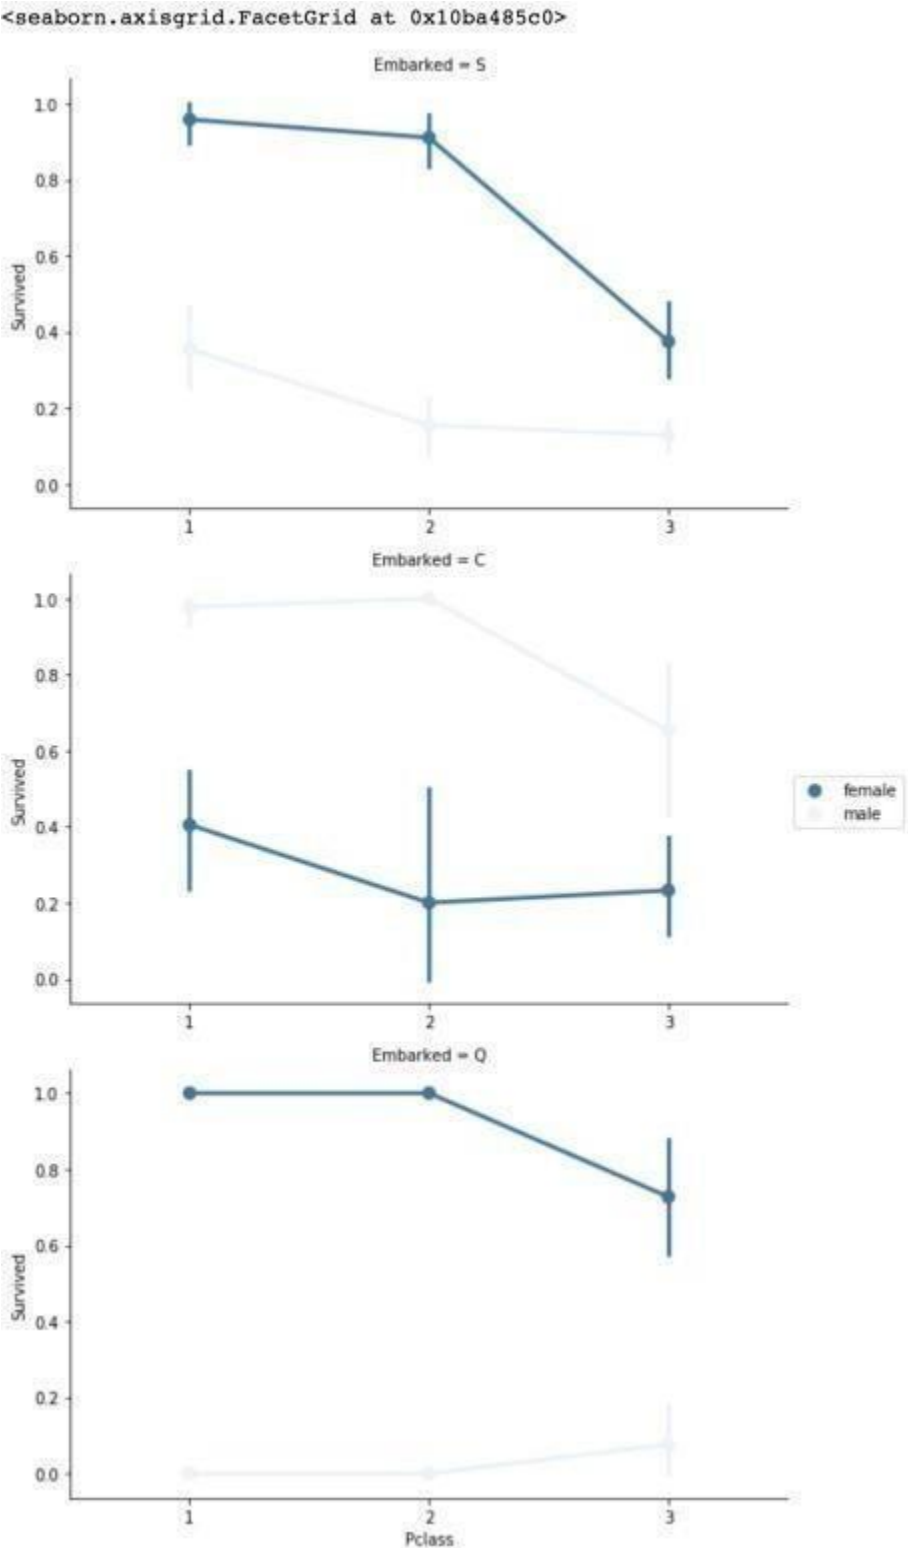 <seaborn.axisgrid.FacetGrid at 0x10ba485c0>
Embarked = S
1.0
0.8
0.6
0.4
0.2
0.0
Survived
1 2 3
Embarked = C
1.0
0.8
0.6
0.4
0.2
0.0
Survived
1 2 3
female
male
Embarked = Q
1.0
0.8
0.6
0.4
0.2
0.0
Survived
1 2 3
Pclass